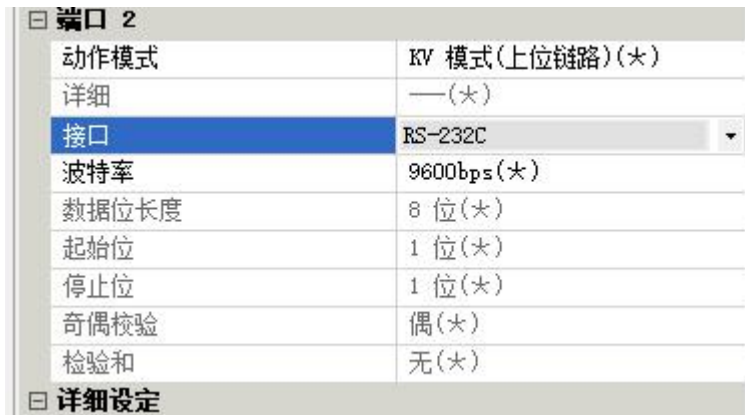 端口 2
动作模式 KV 模式(上位链路)(*)
详细 ──(*)
接口 RS-232C
波特率 9600bps(*)
数据位长度 8 位(*)
起始位 1 位(*)
停止位 1 位(*)
奇偶校验 偶(*)
检验和 无(*)
详细设定